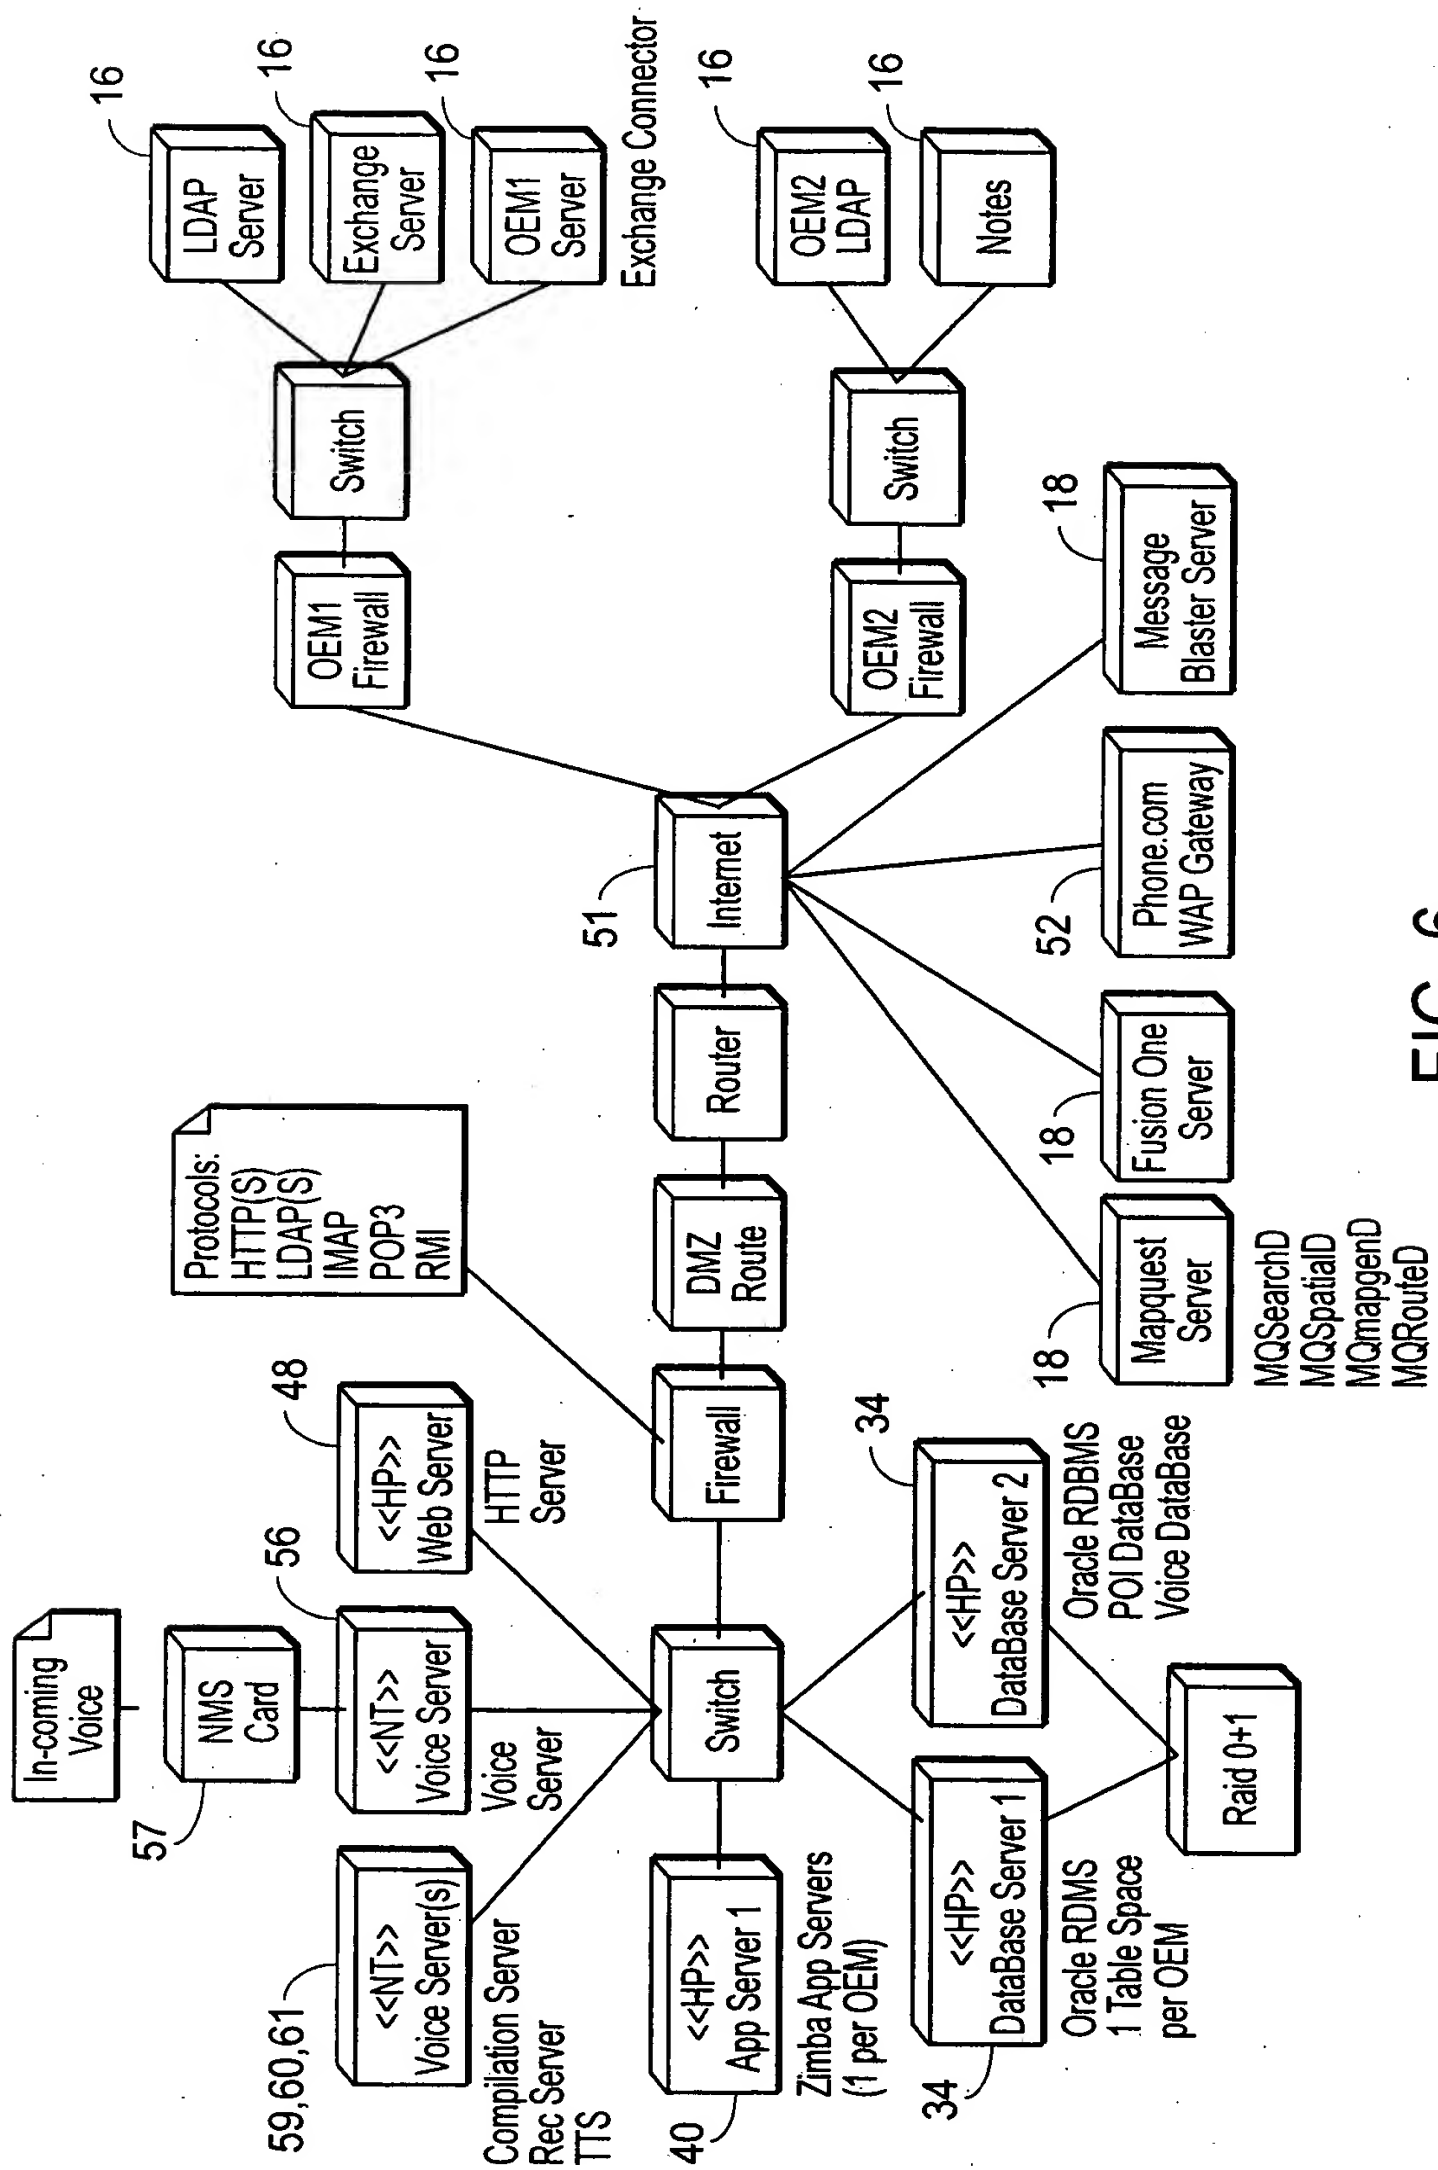 In-coming
Voice
57
NMS
Card
59,60,61
<<NT>>
Voice Server(s)
Compilation Server
Rec Server
TTS
56
<<NT>>
Voice Server
Voice
Server
48
<<HP>>
Web Server
HTTP
Server
Protocols:
HTTP(S)
LDAP(S)
IMAP
POP3
RMI
40
<<HP>>
App Server 1
Zimba App Servers
(1 per OEM)
Switch
Firewall
DMZ
Route
Router
51
Internet
34
<<HP>>
DataBase Server 1
Oracle RDMS
1 Table Space
per OEM
34
<<HP>>
DataBase Server 2
Oracle RDBMS
POI DataBase
Voice DataBase
Raid 0+1
18
Mapquest
Server
MQSearchD
MQSpatialD
MQmapgenD
MQRouteD
18
Fusion One
Server
52
Phone.com
WAP Gateway
18
Message
Blaster Server
OEM1
Firewall
Switch
16
LDAP
Server
16
Exchange
Server
16
OEM1
Server
Exchange Connector
OEM2
Firewall
Switch
16
OEM2
LDAP
16
Notes
FIG. 6